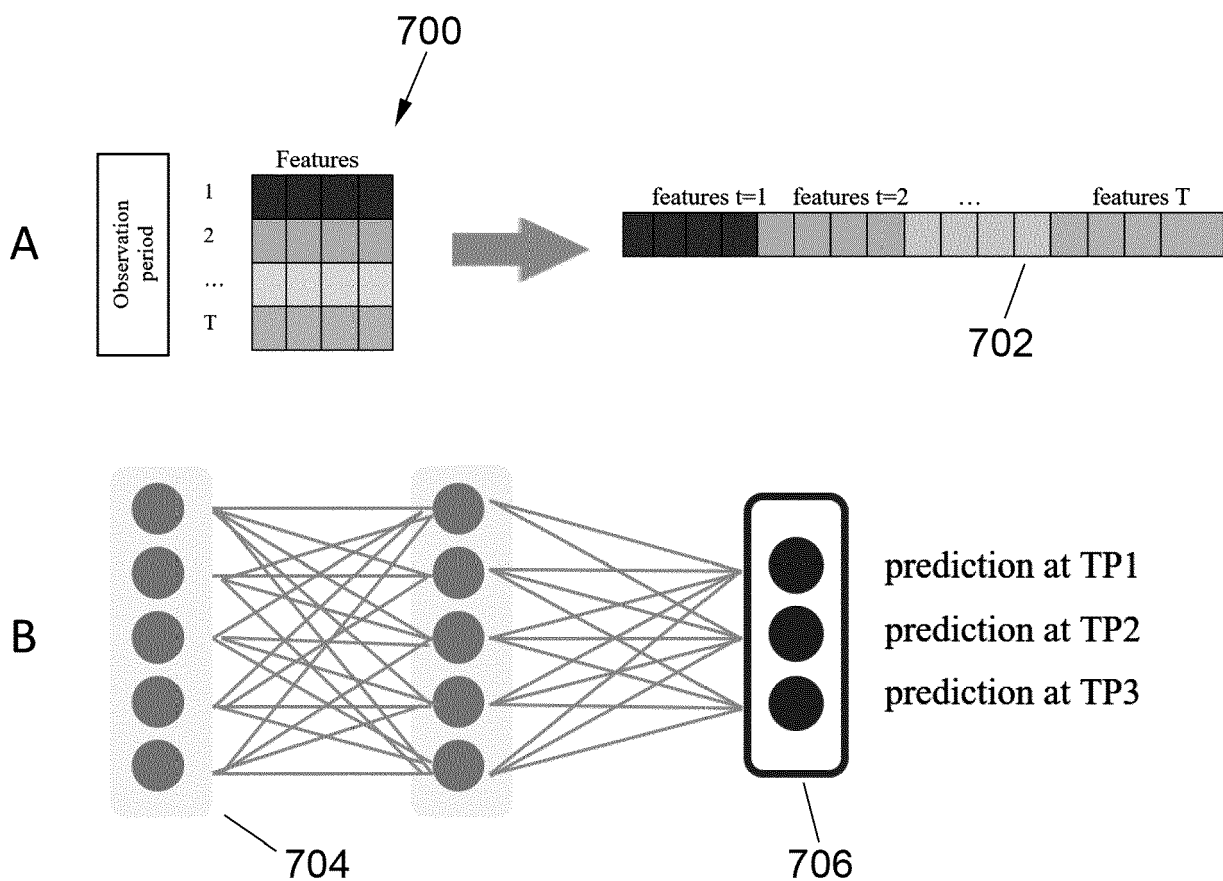 700
Features
Observation
period
1
2
...
T
A
features t=1 features t=2 ... features T
702
B
prediction at TP1
prediction at TP2
prediction at TP3
704
706